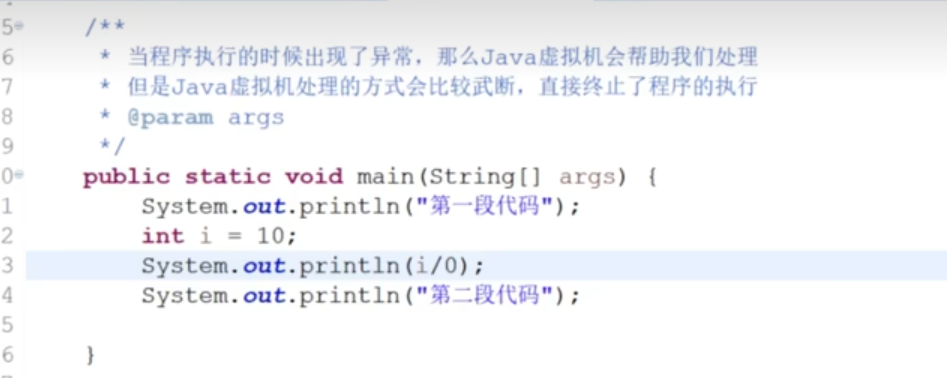 5 /**
6 * 当程序执行的时候出现了异常，那么Java虚拟机会帮助我们处理
7 * 但是Java虚拟机处理的方式会比较武断，直接终止了程序的执行
8 * @param args
9 */
0 public static void main(String[] args) {
1 System.out.println("第一段代码");
2 int i = 10;
3 System.out.println(i/0);
4 System.out.println("第二段代码");
5
6 }